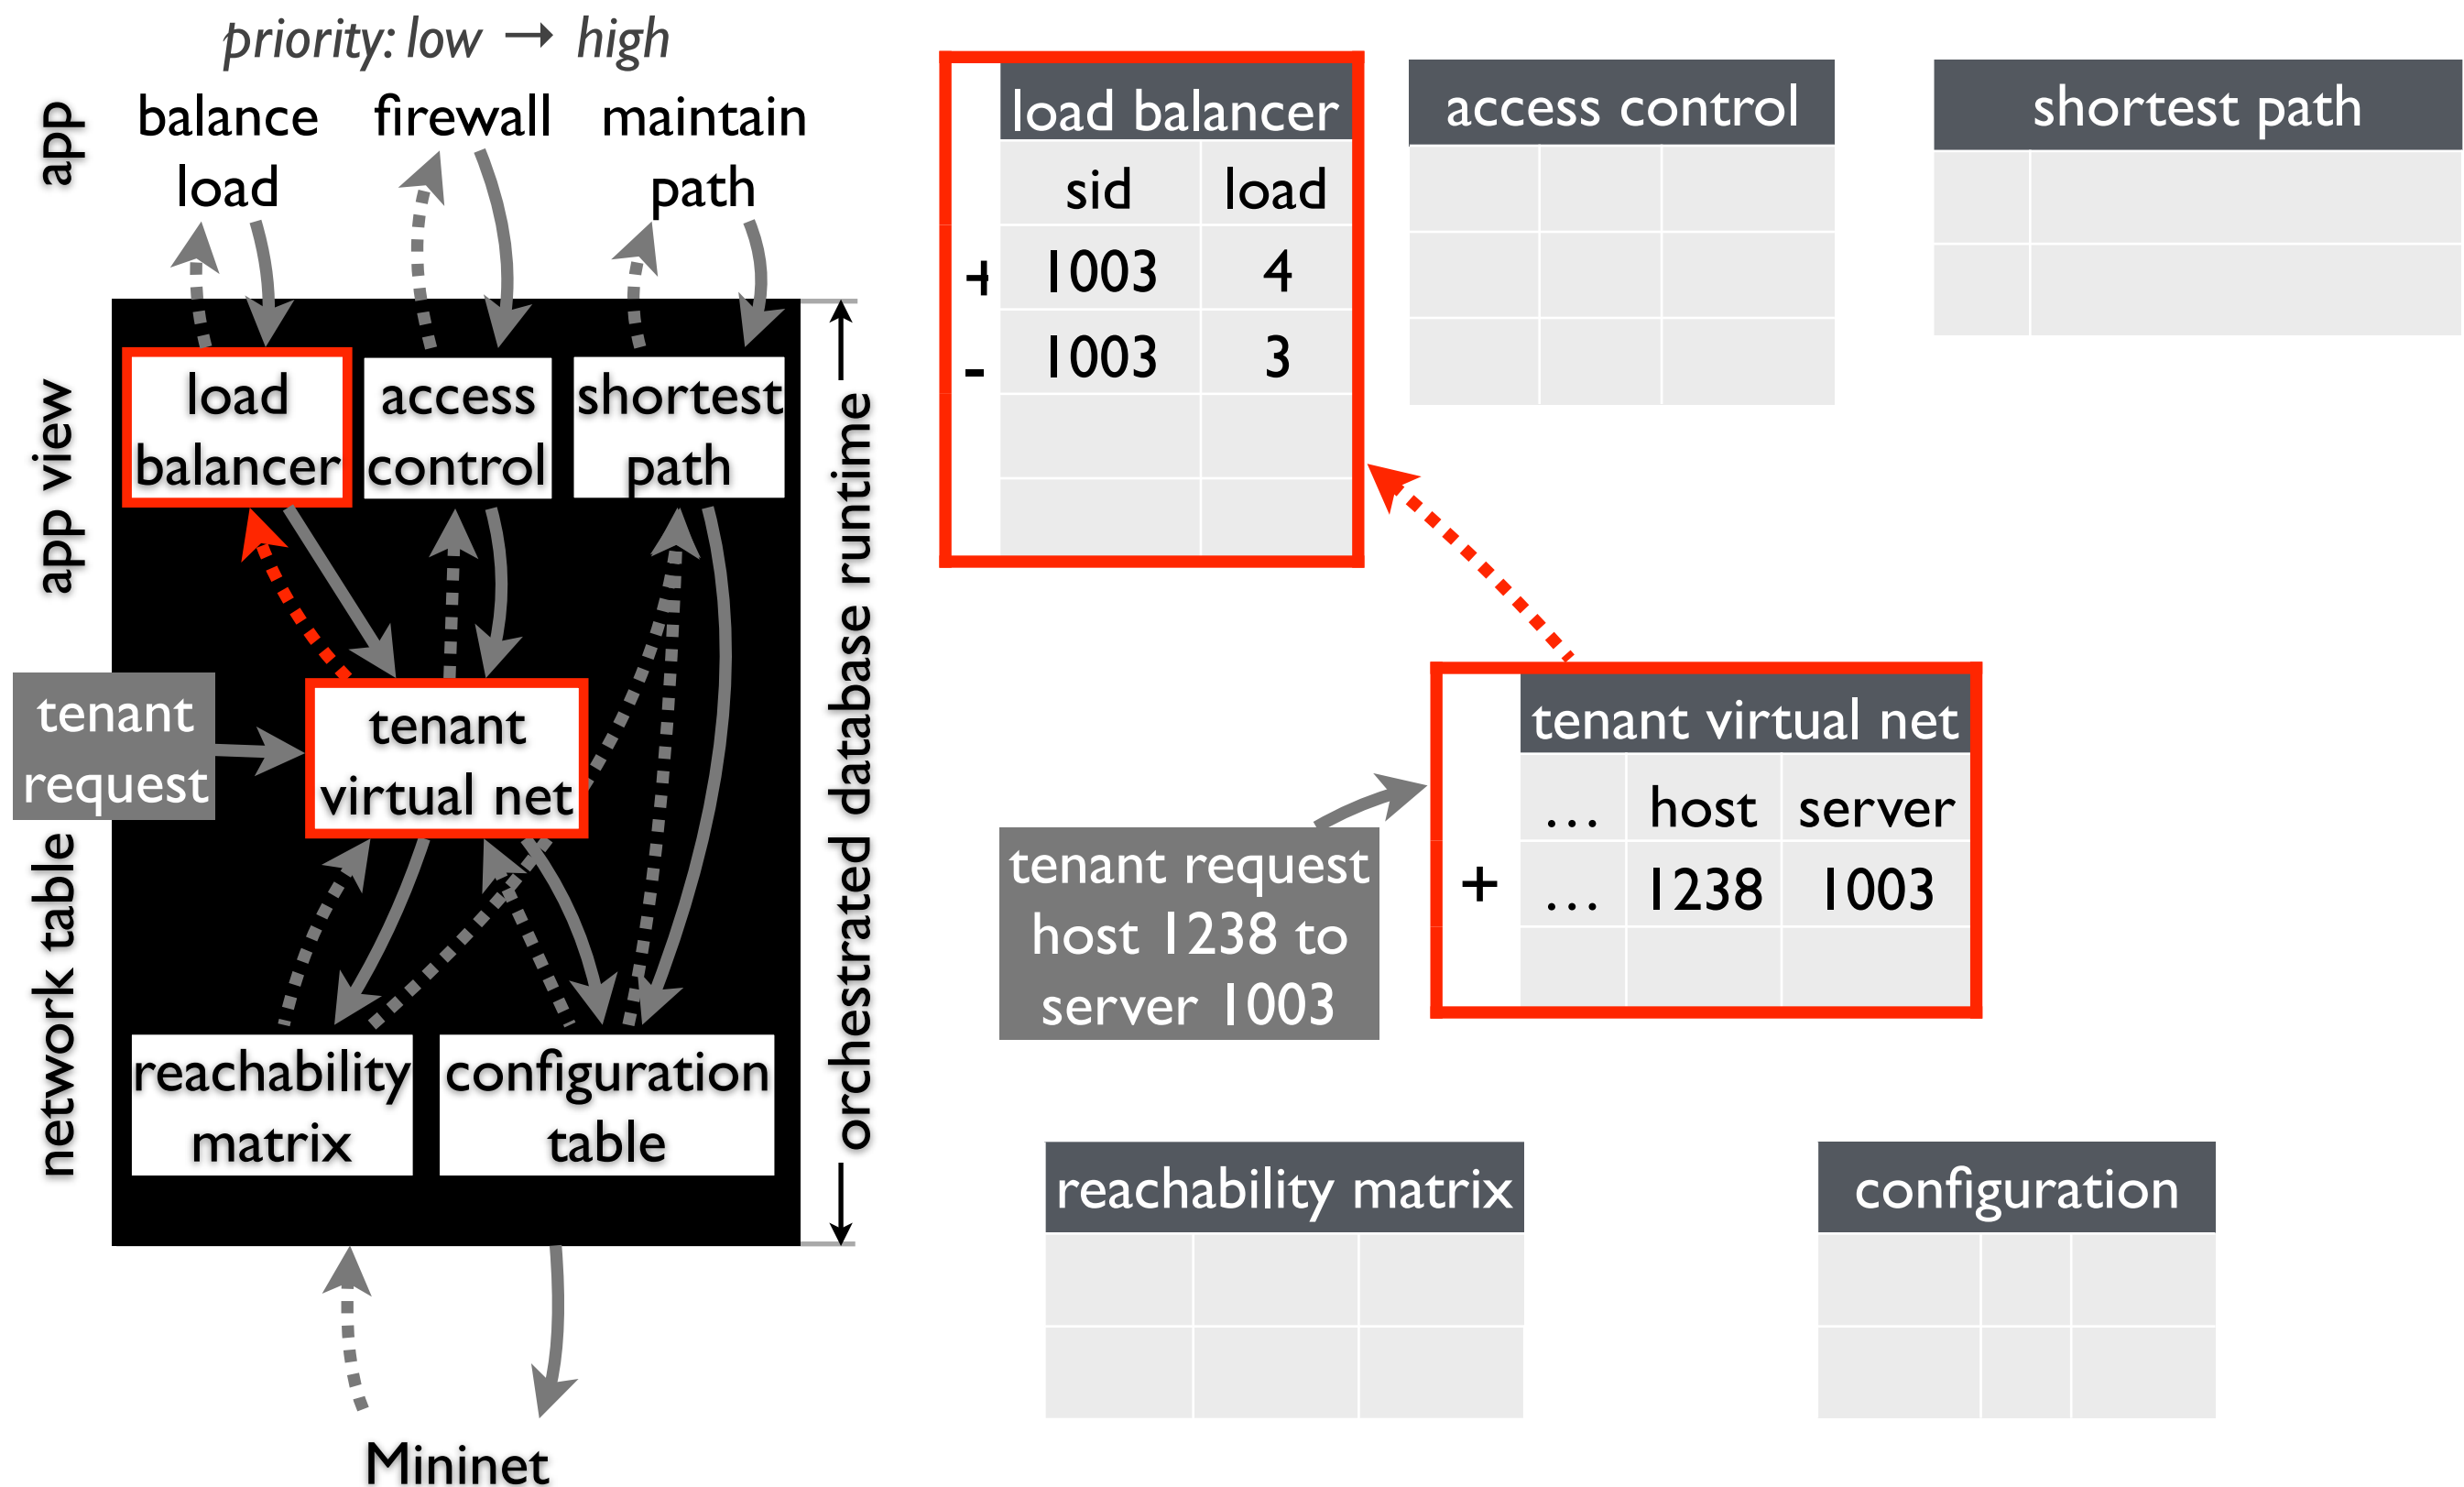 priority: low → high
app
balance
load
firewall
maintain
path
app view
load
balancer
access
control
shortest
path
orchestrated database runtime
tenant
request
tenant
virtual net
network table
reachability
matrix
configuration
table
Mininet
load balancer
sid load
+ 1003 4
- 1003 3
access control
shortest path
tenant request
host 1238 to
server 1003
tenant virtual net
... host server
+ ... 1238 1003
reachability matrix
configuration